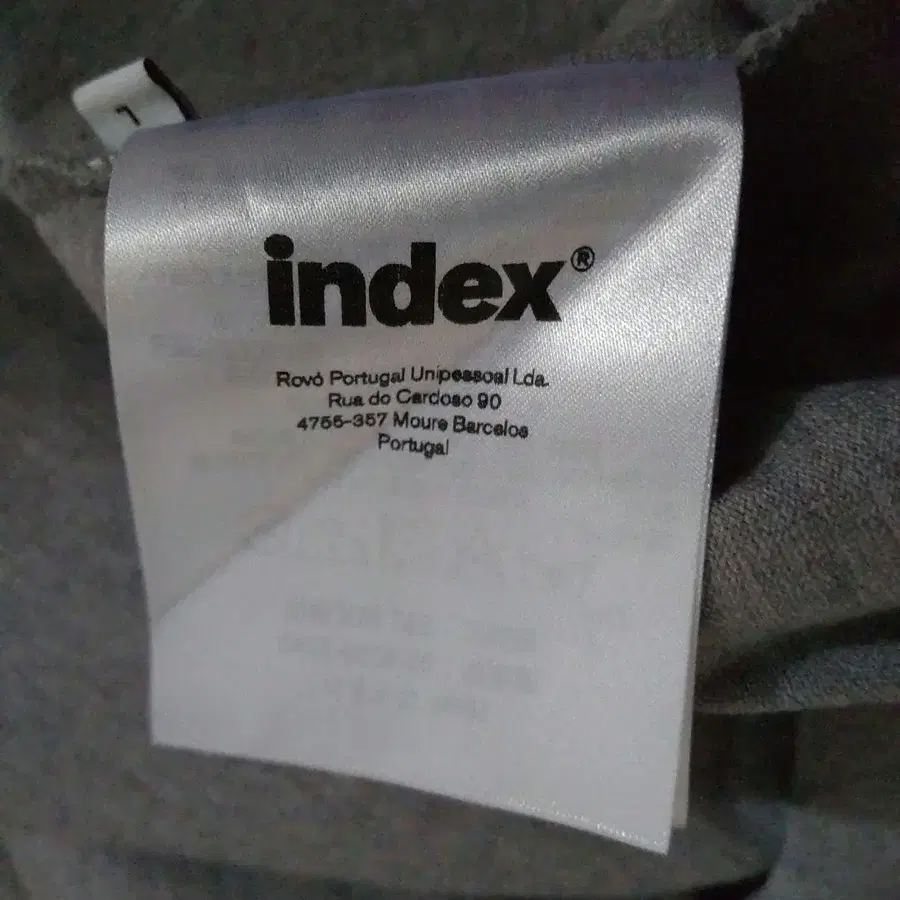 index®
Rovó Portugal Unipessoal Lda.
Rua do Cardoso 90
4755-357 Moure Barcelos
Portugal